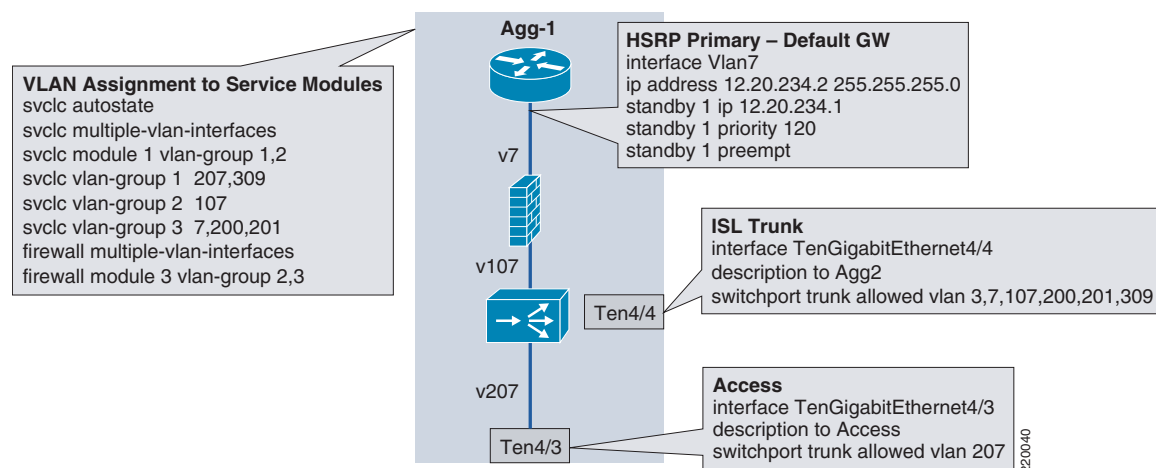 Agg-1
HSRP Primary – Default GW
interface Vlan7
ip address 12.20.234.2 255.255.255.0
standby 1 ip 12.20.234.1
standby 1 priority 120
standby 1 preempt
VLAN Assignment to Service Modules
svclc autostate
svclc multiple-vlan-interfaces
svclc module 1 vlan-group 1,2
svclc vlan-group 1 207,309
svclc vlan-group 2 107
svclc vlan-group 3 7,200,201
firewall multiple-vlan-interfaces
firewall module 3 vlan-group 2,3
v7
v107
ISL Trunk
interface TenGigabitEthernet4/4
description to Agg2
switchport trunk allowed vlan 3,7,107,200,201,309
Ten4/4
v207
Access
interface TenGigabitEthernet4/3
description to Access
switchport trunk allowed vlan 207
Ten4/3